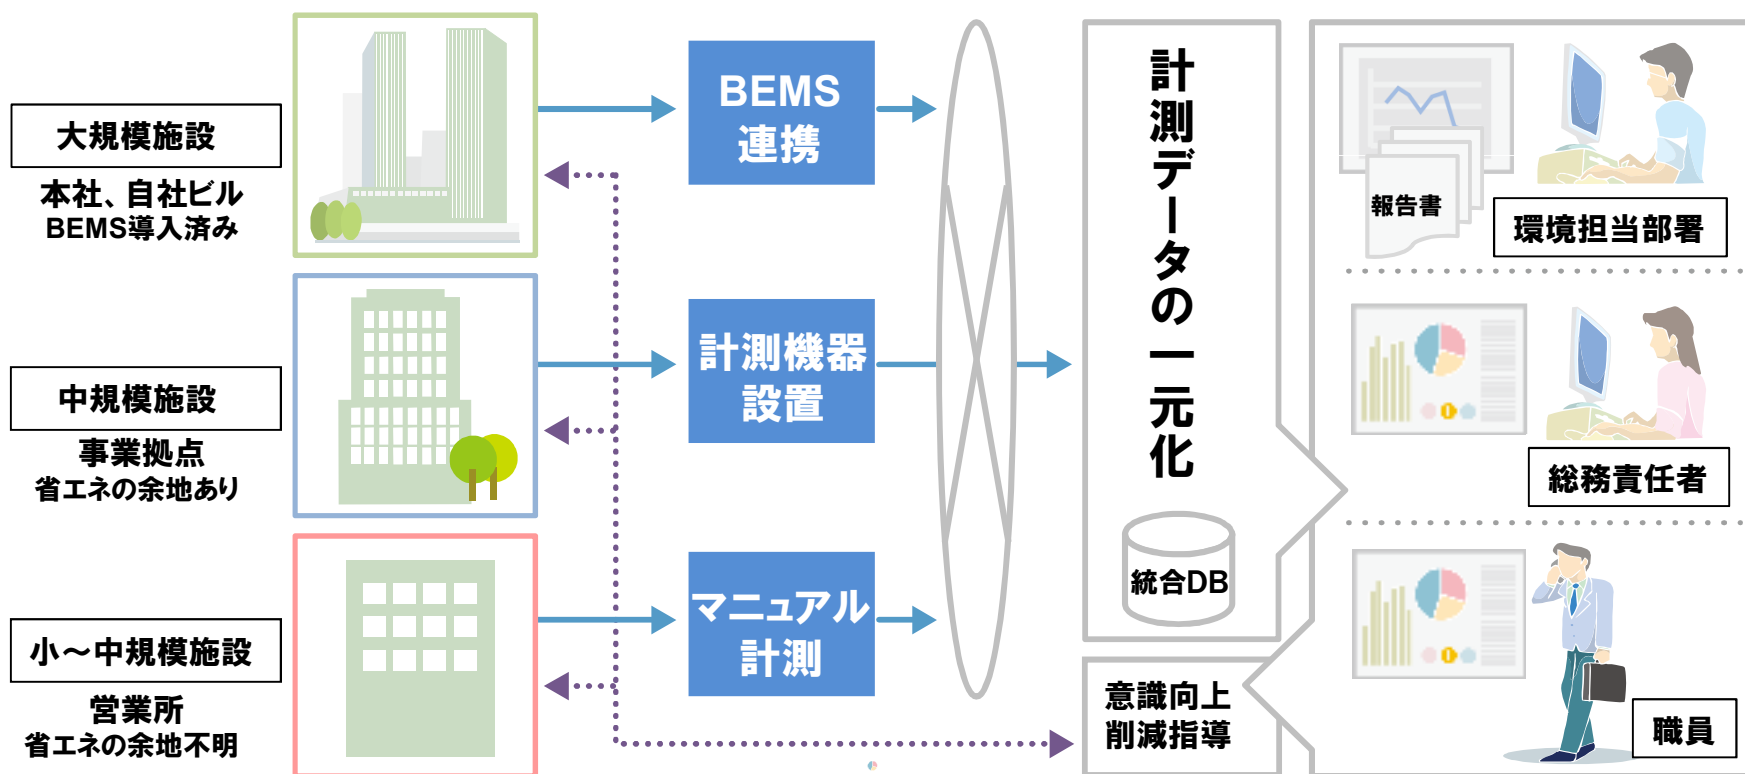 大規模施設
本社、自社ビル
BEMS導入済み
中規模施設
事業拠点
省エネの余地あり
小～中規模施設
営業所
省エネの余地不明
BEMS
連携
計測機器
設置
マニュアル
計測
計測データの一元化
統合DB
意識向上
削減指導
報告書
環境担当部署
総務責任者
職員